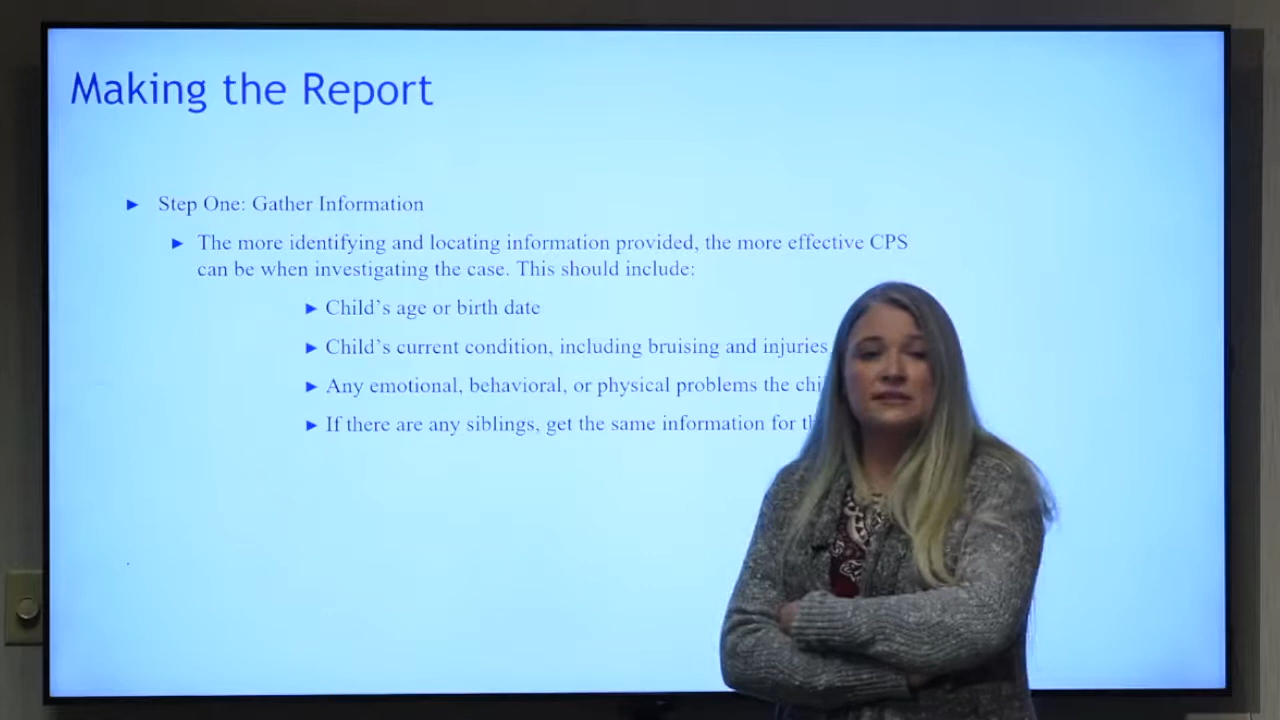 Making the Report
► Step One: Gather Information
► The more identifying and locating information provided, the more effective CPS
can be when investigating the case. This should include:
► Child's age or birth date
► Child's current condition, including bruising and injuries
► Any emotional, behavioral, or physical problems the
► If there are any siblings, get the same information for